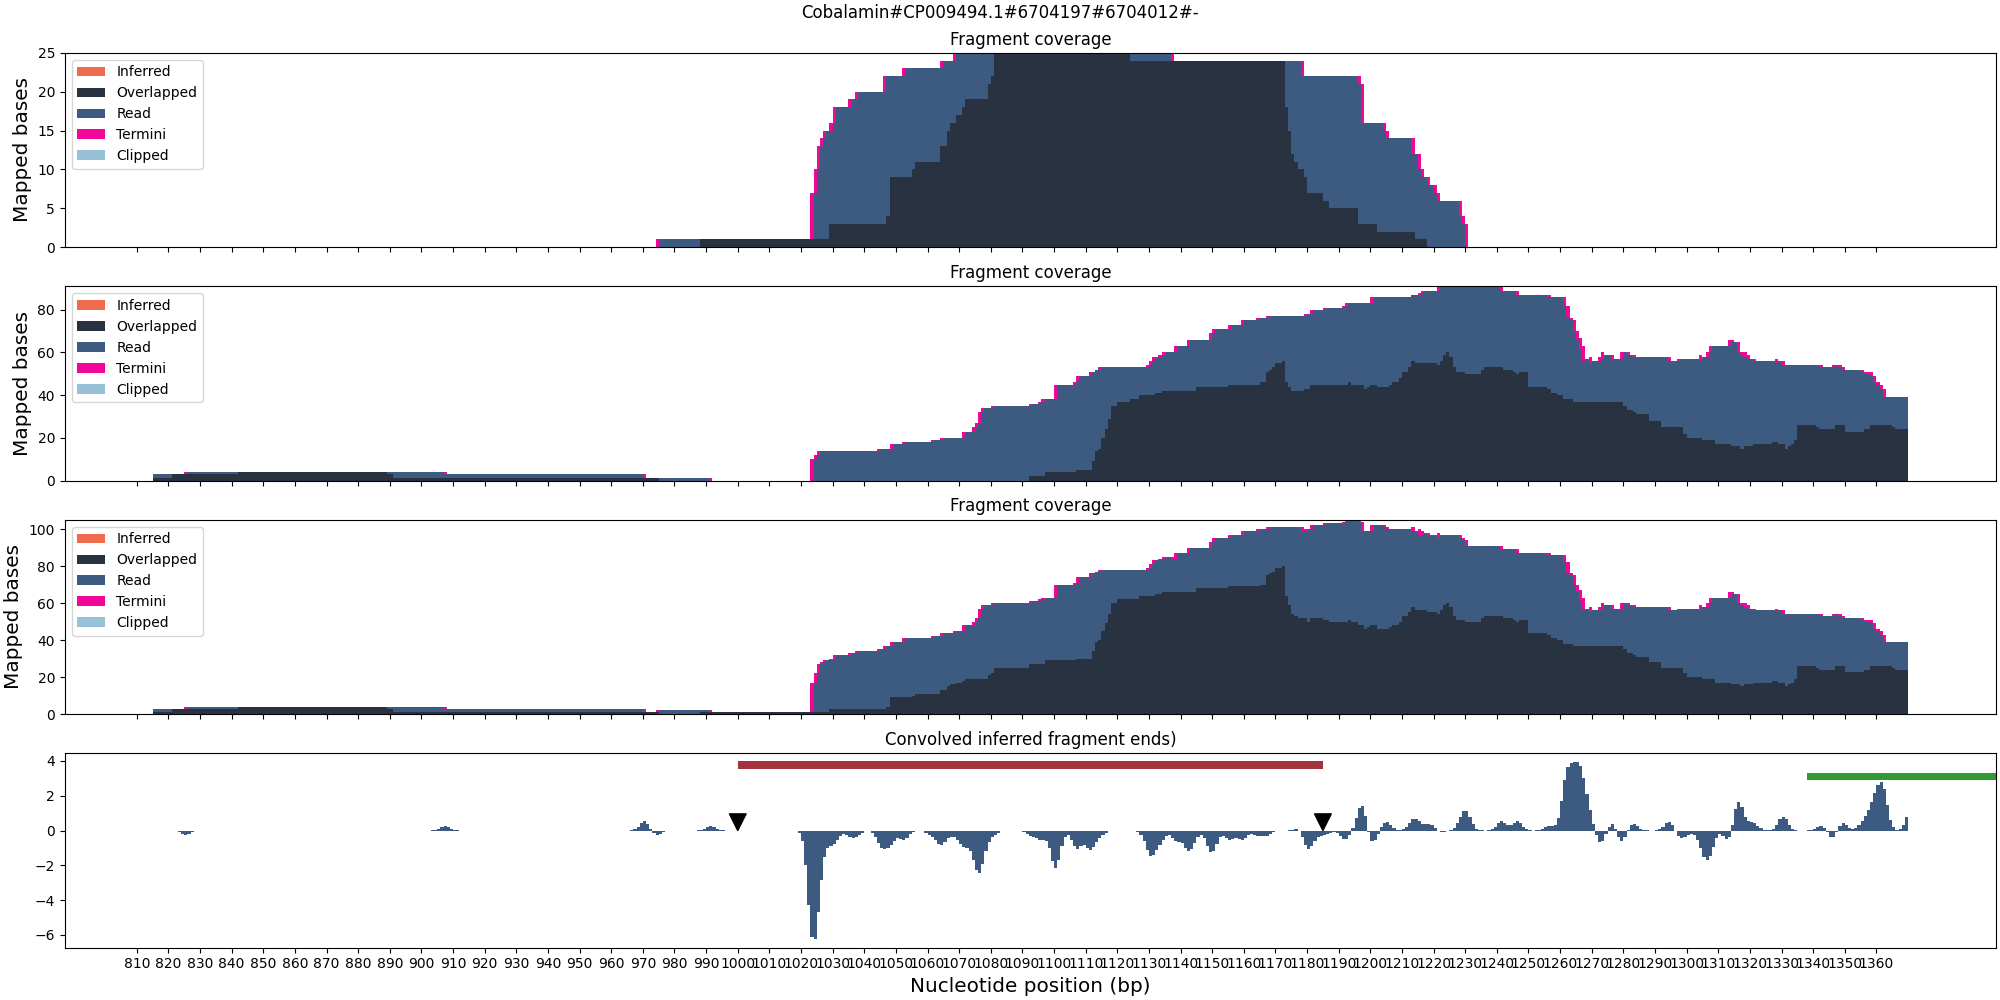 Cobalamin#CP009494.1#6704197#6704012#-
Fragment coverage
Mapped bases
25
20
15
10
5
0
Inferred
Overlapped
Read
Termini
Clipped
Fragment coverage
Mapped bases
80
60
40
20
0
Inferred
Overlapped
Read
Termini
Clipped
Fragment coverage
Mapped bases
100
80
60
40
20
0
Inferred
Overlapped
Read
Termini
Clipped
Convolved inferred fragment ends)
4
2
0
−2
−4
−6
810 820 830 840 850 860 870 880 890 900 910 920 930 940 950 960 970 980 990 1000 1010 1020 1030 1040 1050 1060 1070 1080 1090 1100 1110 1120 1130 1140 1150 1160 1170 1180 1190 1200 1210 1220 1230 1240 1250 1260 1270 1280 1290 1300 1310 1320 1330 1340 1350 1360
Nucleotide position (bp)